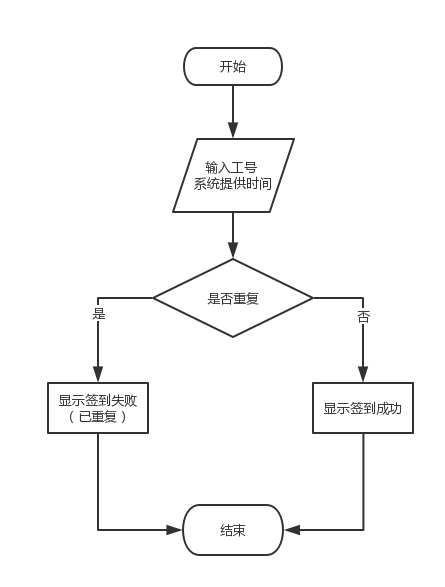 开始
输入工号
系统提供时间
是否重复
是
否
显示签到失败
（已重复）
显示签到成功
结束